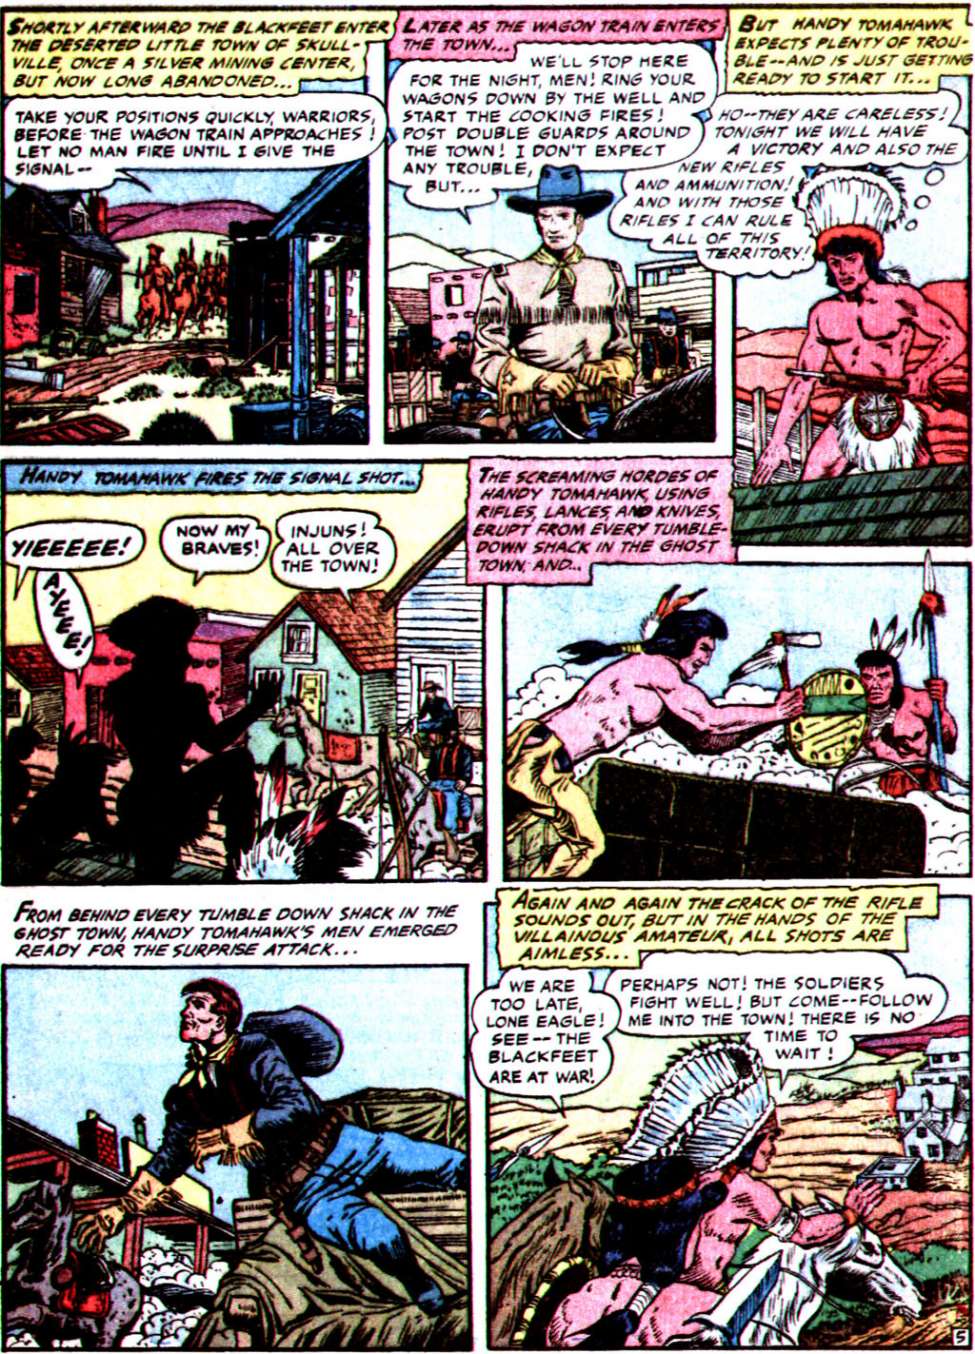 SHORTLY AFTERWARD THE BLACKFEET ENTER
THE DESERTED LITTLE TOWN OF SKULL-
VILLE, ONCE A SILVER MINING CENTER,
BUT NOW LONG ABANDONED...
TAKE YOUR POSITIONS QUICKLY, WARRIORS,
BEFORE THE WAGON TRAIN APPROACHES!
LET NO MAN FIRE UNTIL I GIVE THE
SIGNAL--
LATER AS THE WAGON TRAIN ENTERS
THE TOWN...
WE'LL STOP HERE
FOR THE NIGHT, MEN! RING YOUR
WAGONS DOWN BY THE WELL AND
START THE COOKING FIRES!
POST DOUBLE GUARDS AROUND
THE TOWN! I DON'T EXPECT
ANY TROUBLE,
BUT...
BUT HANDY TOMAHAWK
EXPECTS PLENTY OF TROU-
BLE--AND IS JUST GETTING
READY TO START IT...
HO--THEY ARE CARELESS!
TONIGHT WE WILL HAVE
A VICTORY AND ALSO THE
NEW RIFLES
AND AMMUNITION!
AND WITH THOSE
RIFLES I CAN RULE
ALL OF THIS
TERRITORY!
HANDY TOMAHAWK FIRES THE SIGNAL SHOT...
YIEEEEEE!
AYEEE!
NOW MY
BRAVES!
INJUNS!
ALL OVER
THE TOWN!
THE SCREAMING HORDES OF
HANDY TOMAHAWK, USING
RIFLES, LANCES, AND KNIVES,
ERUPT FROM EVERY TUMBLE-
DOWN SHACK IN THE GHOST
TOWN, AND...
FROM BEHIND EVERY TUMBLE DOWN SHACK IN THE
GHOST TOWN, HANDY TOMAHAWK'S MEN EMERGED
READY FOR THE SURPRISE ATTACK...
AGAIN AND AGAIN THE CRACK OF THE RIFLE
SOUNDS OUT, BUT IN THE HANDS OF THE
VILLAINOUS AMATEUR, ALL SHOTS ARE
AIMLESS...
WE ARE
TOO LATE,
LONE EAGLE!
SEE -- THE
BLACKFEET
ARE AT WAR!
PERHAPS NOT! THE SOLDIERS
FIGHT WELL! BUT COME--FOLLOW
ME INTO THE TOWN! THERE IS NO
TIME TO
WAIT!
5